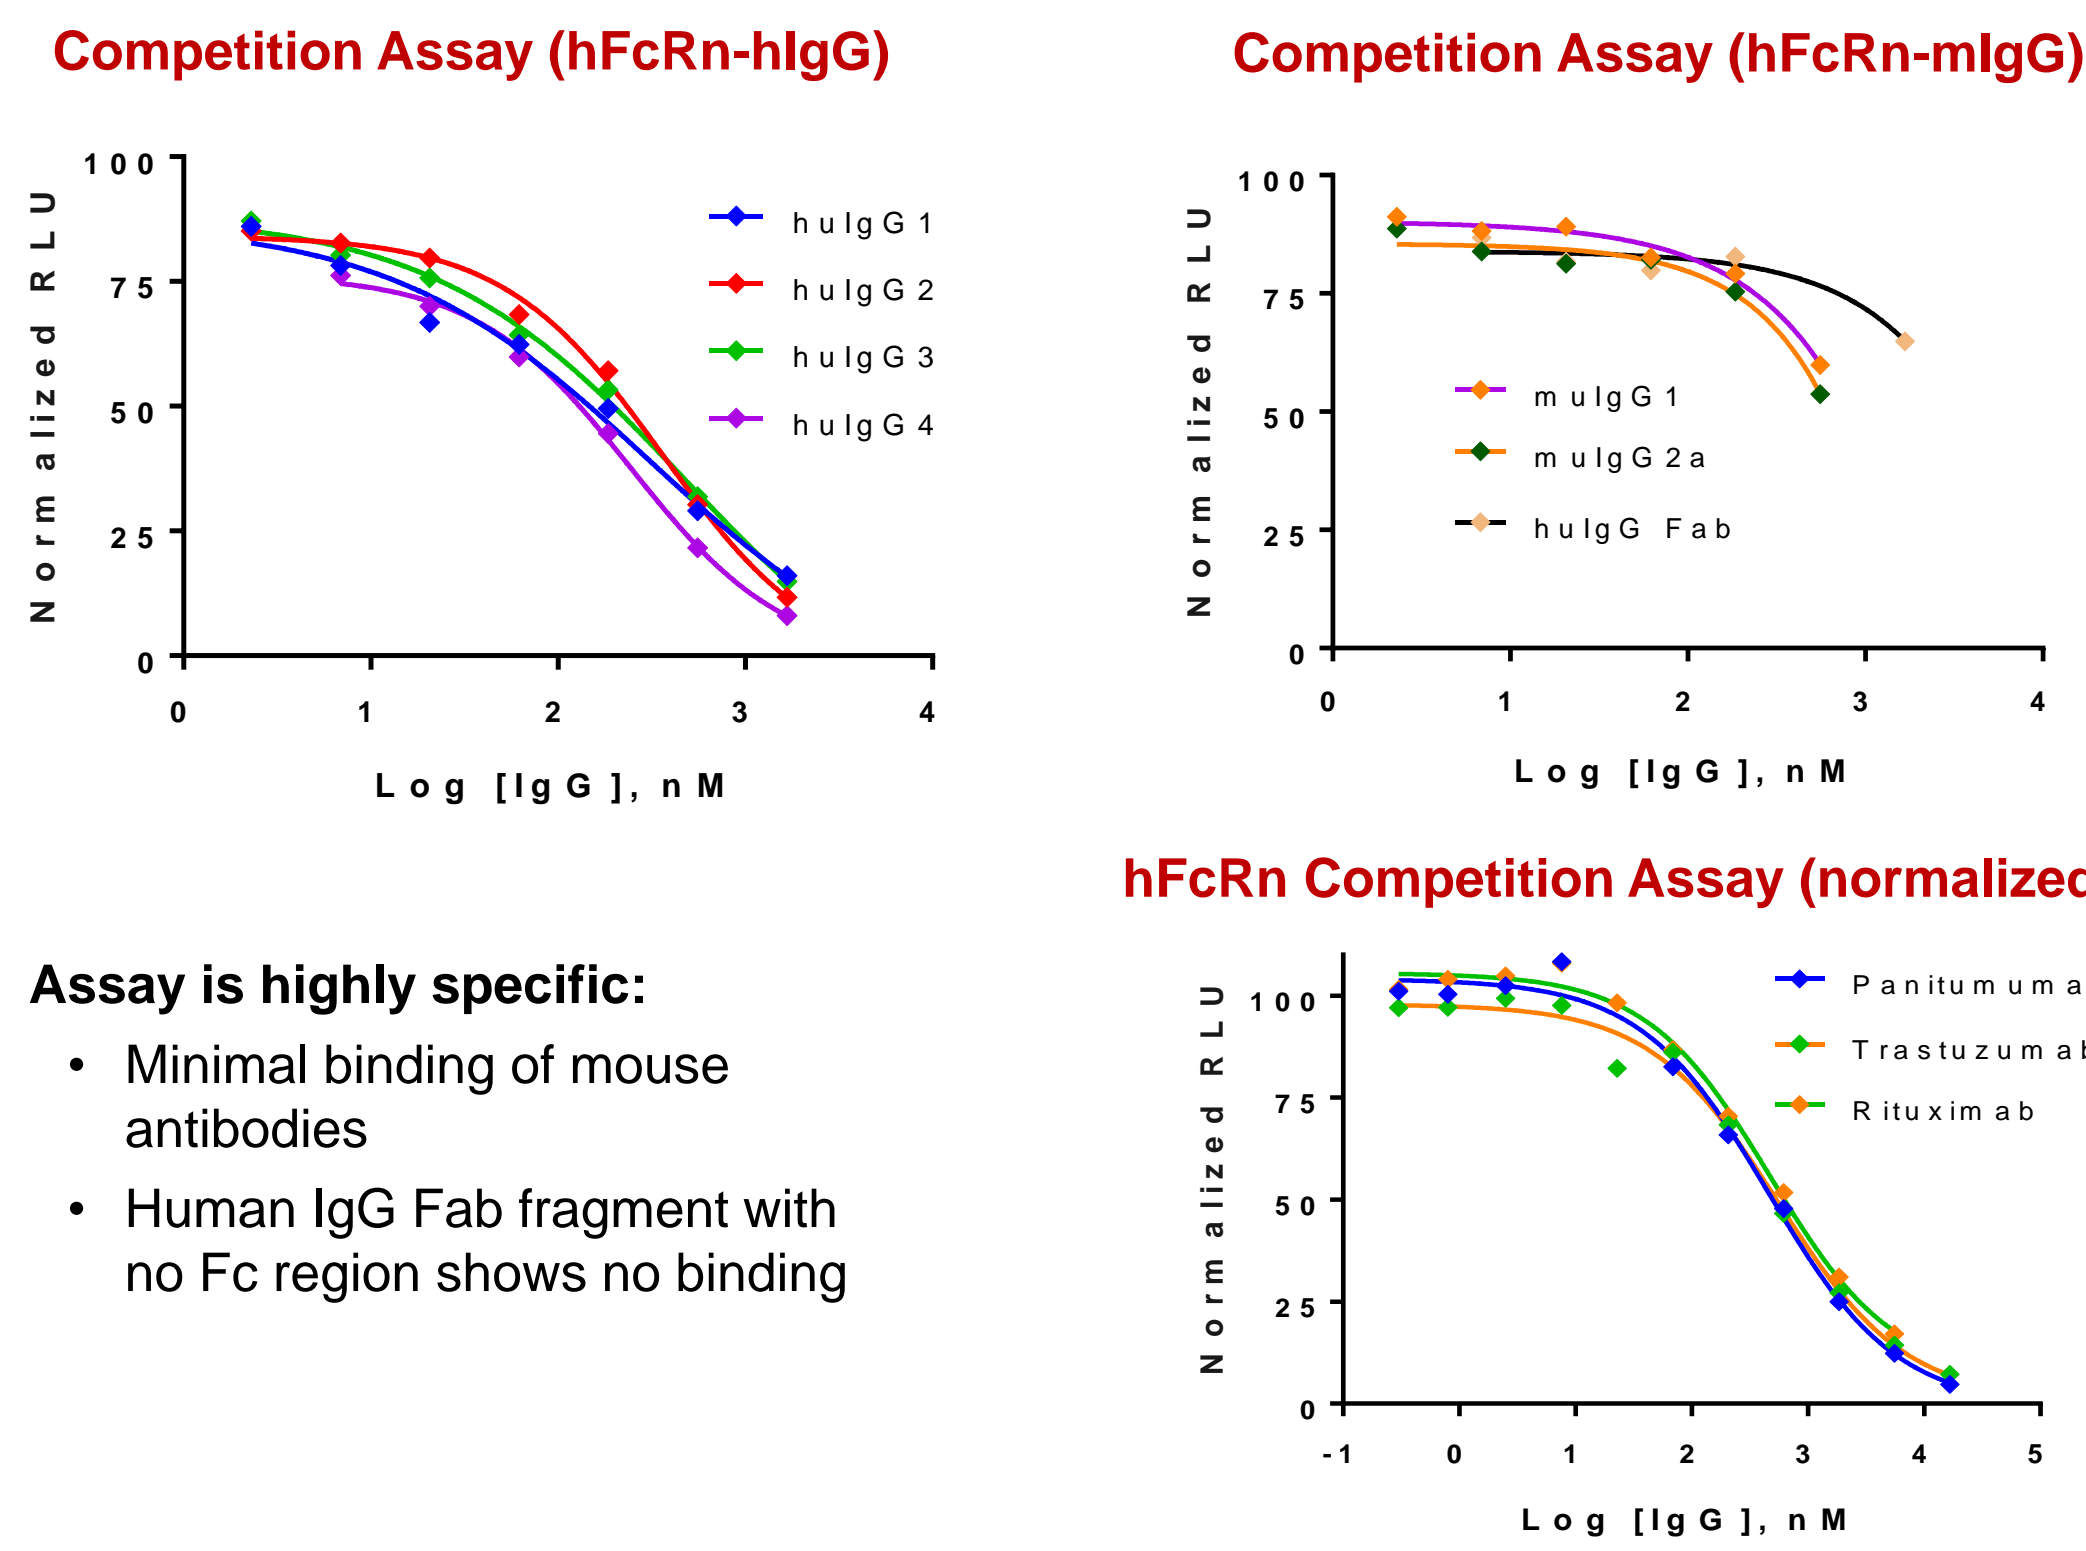 Competition Assay (hFcRn-hIgG)
Normalized RLU
100
75
50
25
0
0 1 2 3 4
Log [IgG], nM
huIgG1
huIgG2
huIgG3
huIgG4
Competition Assay (hFcRn-mIgG)
Normalized RLU
100
75
50
25
0
0 1 2 3 4
Log [IgG], nM
muIgG1
muIgG2a
huIgG Fab
Assay is highly specific:
• Minimal binding of mouse
antibodies
• Human IgG Fab fragment with
no Fc region shows no binding
hFcRn Competition Assay (normalized
Normalized RLU
100
75
50
25
0
-1 0 1 2 3 4 5
Log [IgG], nM
Panitumuma
Trastuzumab
Rituximab